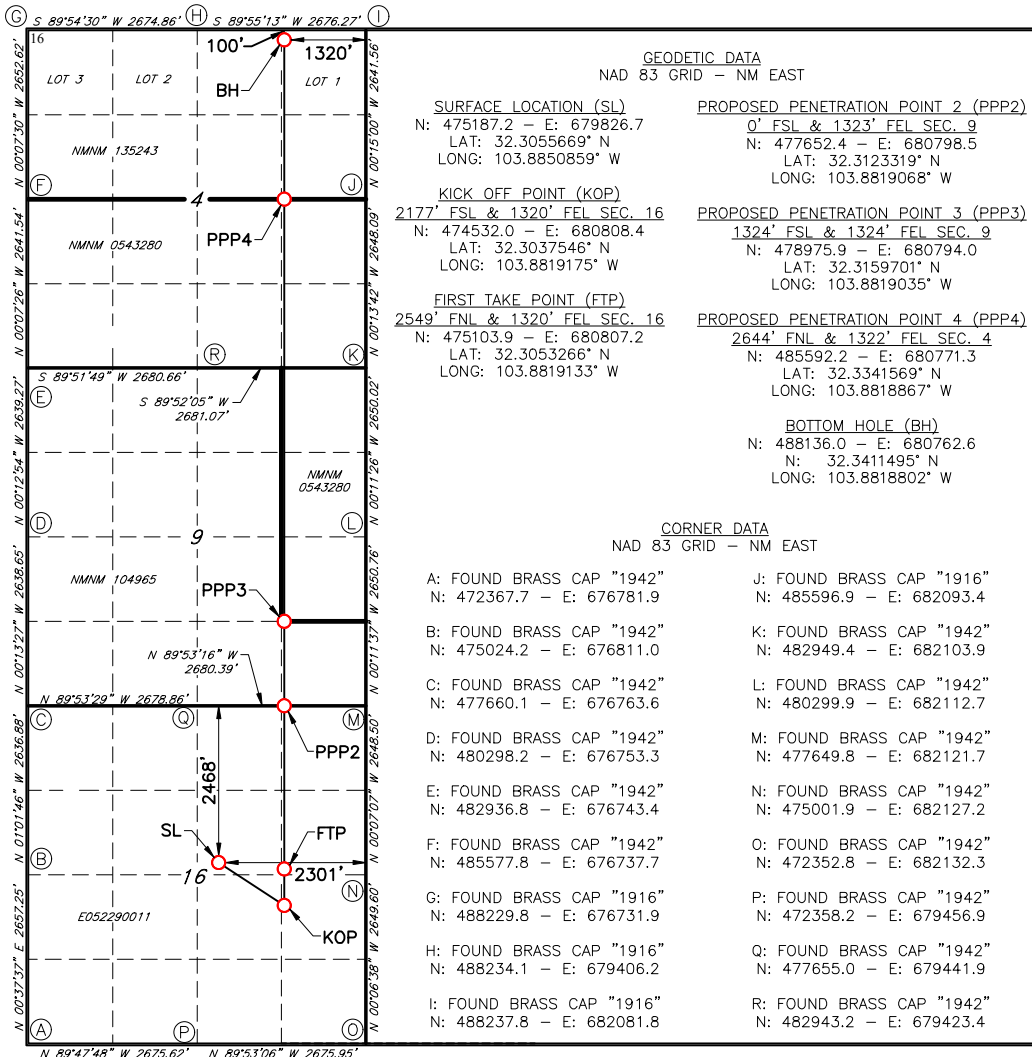 G S 89°54'30" W 2674.86' H S 89°55'13" W 2676.27' I
16
100'
1320'
BH
LOT 3
LOT 2
LOT 1
N 00°07'30" W 2652.62'
N 00°15'00" W 2641.56'
NMNM 135243
F
4
J
PPP4
NMNM 0543280
N 00°07'26" W 2641.54'
N 00°13'42" W 2648.09'
R
K
S 89°51'49" W 2680.66'
E
S 89°52'05" W
2681.07'
N 00°12'54" W 2639.27'
N 00°11'26" W 2650.02'
NMNM
0543280
D
L
9
NMNM 104965
PPP3
N 00°13'27" W 2638.65'
N 00°11'37" W 2650.76'
N 89°53'16" W
2680.39'
N 89°53'29" W 2678.86'
C
Q
M
PPP2
2468'
N 01°01'46" W 2636.88'
N 00°07'07" W 2648.50'
SL
FTP
B
16
2301'
N
E052290011
KOP
N 00°37'37" E 2657.25'
N 00°06'38" W 2649.60'
A
P
O
N 89°47'48" W 2675.62' N 89°53'06" W 2675.95'
GEODETIC DATA
NAD 83 GRID – NM EAST
SURFACE LOCATION (SL)
N: 475187.2 – E: 679826.7
LAT: 32.3055669° N
LONG: 103.8850859° W
KICK OFF POINT (KOP)
2177' FSL & 1320' FEL SEC. 16
N: 474532.0 – E: 680808.4
LAT: 32.3037546° N
LONG: 103.8819175° W
FIRST TAKE POINT (FTP)
2549' FNL & 1320' FEL SEC. 16
N: 475103.9 – E: 680807.2
LAT: 32.3053266° N
LONG: 103.8819133° W
PROPOSED PENETRATION POINT 2 (PPP2)
0' FSL & 1323' FEL SEC. 9
N: 477652.4 – E: 680798.5
LAT: 32.3123319° N
LONG: 103.8819068° W
PROPOSED PENETRATION POINT 3 (PPP3)
1324' FSL & 1324' FEL SEC. 9
N: 478975.9 – E: 680794.0
LAT: 32.3159701° N
LONG: 103.8819035° W
PROPOSED PENETRATION POINT 4 (PPP4)
2644' FNL & 1322' FEL SEC. 4
N: 485592.2 – E: 680771.3
LAT: 32.3341569° N
LONG: 103.8818867° W
BOTTOM HOLE (BH)
N: 488136.0 – E: 680762.6
N: 32.3411495° N
LONG: 103.8818802° W
CORNER DATA
NAD 83 GRID – NM EAST
A: FOUND BRASS CAP "1942"
N: 472367.7 – E: 676781.9
B: FOUND BRASS CAP "1942"
N: 475024.2 – E: 676811.0
C: FOUND BRASS CAP "1942"
N: 477660.1 – E: 676763.6
D: FOUND BRASS CAP "1942"
N: 480298.2 – E: 676753.3
E: FOUND BRASS CAP "1942"
N: 482936.8 – E: 676743.4
F: FOUND BRASS CAP "1942"
N: 485577.8 – E: 676737.7
G: FOUND BRASS CAP "1916"
N: 488229.8 – E: 676731.9
H: FOUND BRASS CAP "1916"
N: 488234.1 – E: 679406.2
I: FOUND BRASS CAP "1916"
N: 488237.8 – E: 682081.8
J: FOUND BRASS CAP "1916"
N: 485596.9 – E: 682093.4
K: FOUND BRASS CAP "1942"
N: 482949.4 – E: 682103.9
L: FOUND BRASS CAP "1942"
N: 480299.9 – E: 682112.7
M: FOUND BRASS CAP "1942"
N: 477649.8 – E: 682121.7
N: FOUND BRASS CAP "1942"
N: 475001.9 – E: 682127.2
O: FOUND BRASS CAP "1942"
N: 472352.8 – E: 682132.3
P: FOUND BRASS CAP "1942"
N: 472358.2 – E: 679456.9
Q: FOUND BRASS CAP "1942"
N: 477655.0 – E: 679441.9
R: FOUND BRASS CAP "1942"
N: 482943.2 – E: 679423.4